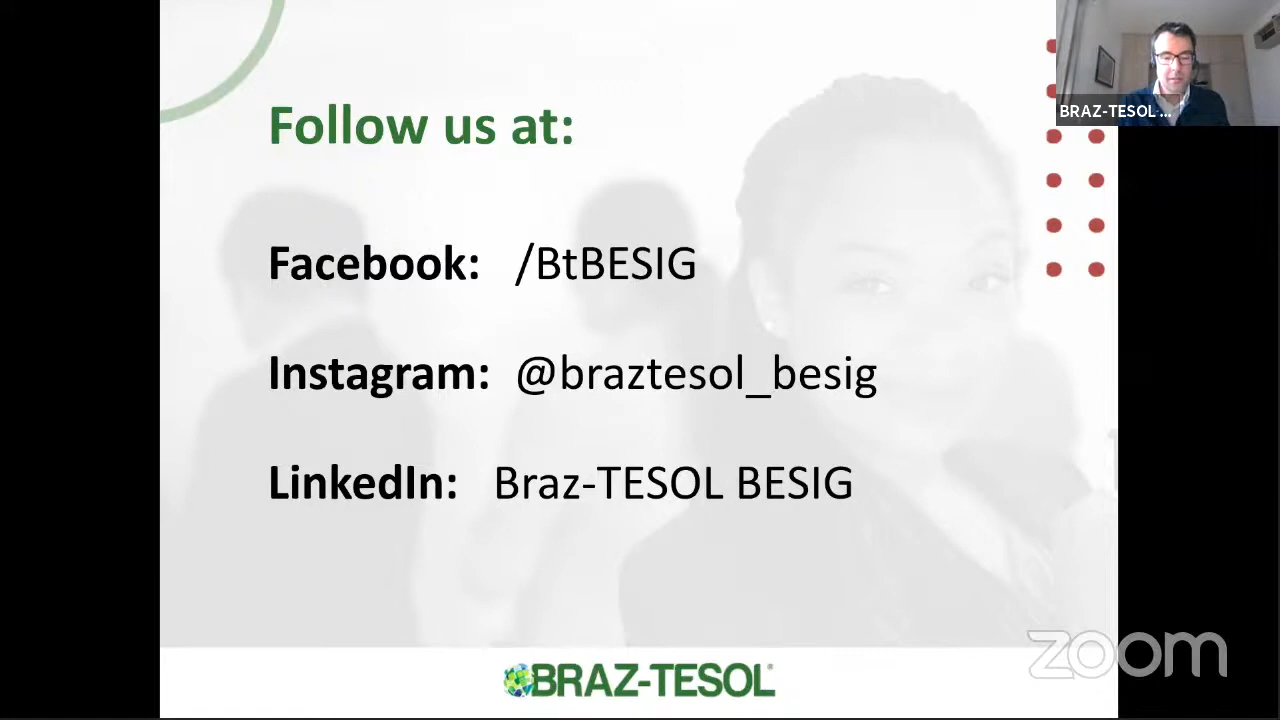 Follow us at:
Facebook: /BtBESIG
Instagram: @braztesol_besig
LinkedIn: Braz-TESOL BESIG
BRAZ-TESOL
BRAZ-TESOL ...
zoom